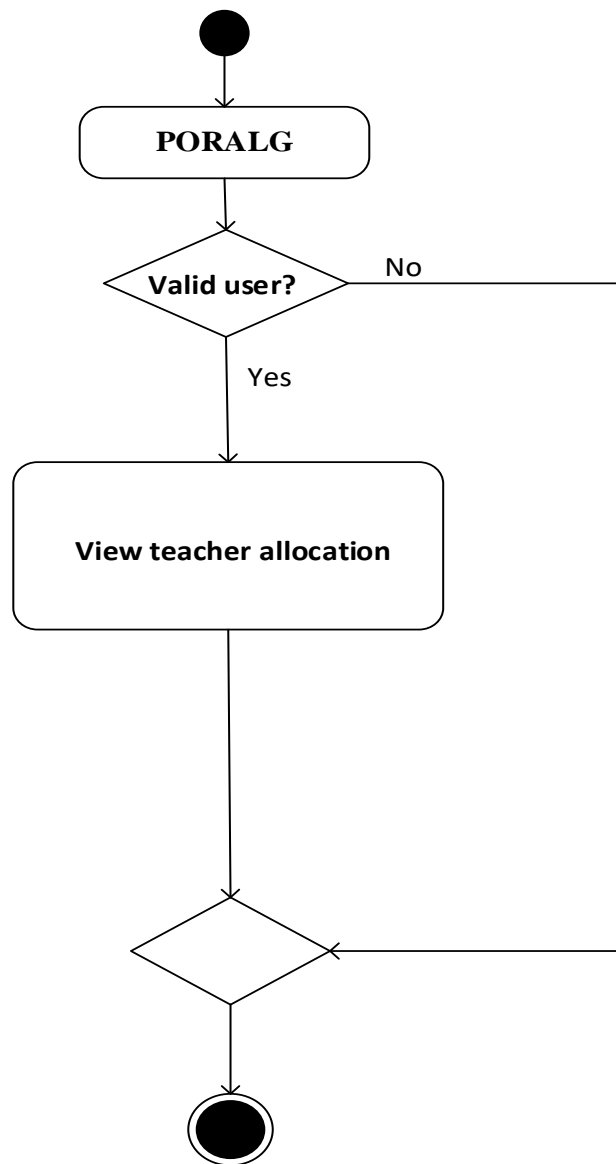 PORALG
Valid user?
No
Yes
View teacher allocation